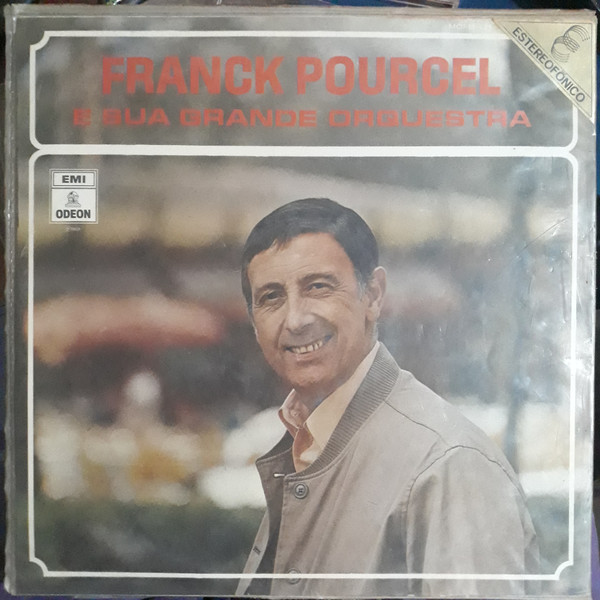 ESTEREOFÔNICO
FRANCK POURCEL
E SUA GRANDE ORQUESTRA
EMI
ODEON